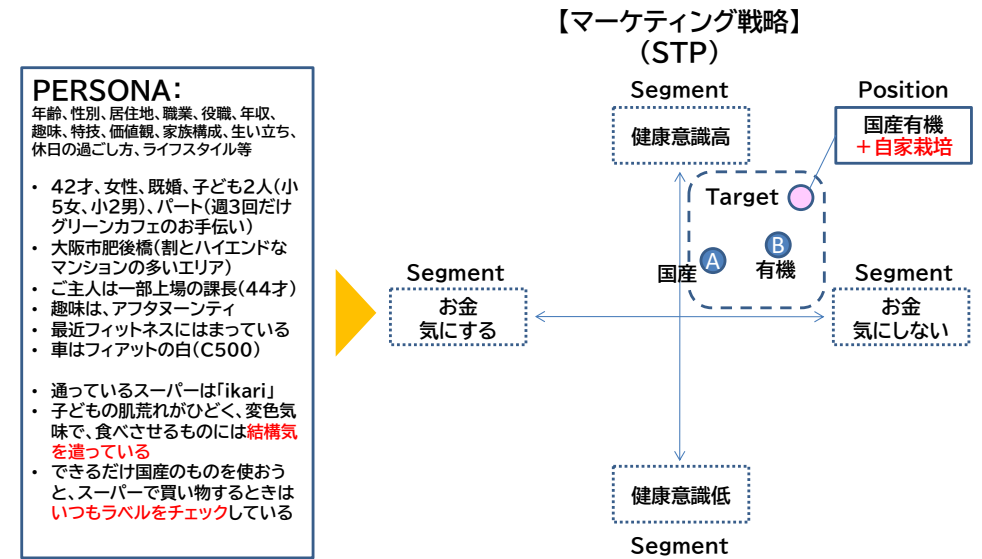 【マーケティング戦略】
（STP）
PERSONA：
年齢、性別、居住地、職業、役職、年収、
趣味、特技、価値観、家族構成、生い立ち、
休日の過ごし方、ライフスタイル等
• 42才、女性、既婚、子ども2人（小
5女、小2男）、パート（週3回だけ
グリーンカフェのお手伝い）
• 大阪市肥後橋（割とハイエンドな
マンションの多いエリア）
• ご主人は一部上場の課長（44才）
• 趣味は、アフタヌーンティ
• 最近フィットネスにはまっている
• 車はフィアットの白（C500）
• 通っているスーパーは「ikari」
• 子どもの肌荒れがひどく、変色気
味で、食べさせるものには結構気
を遣っている
• できるだけ国産のものを使おう
と、スーパーで買い物するときは
いつもラベルをチェックしている
Segment
健康意識高
Position
国産有機
＋自家栽培
Target
国産
A
B
有機
Segment
お金
気にする
Segment
お金
気にしない
健康意識低
Segment